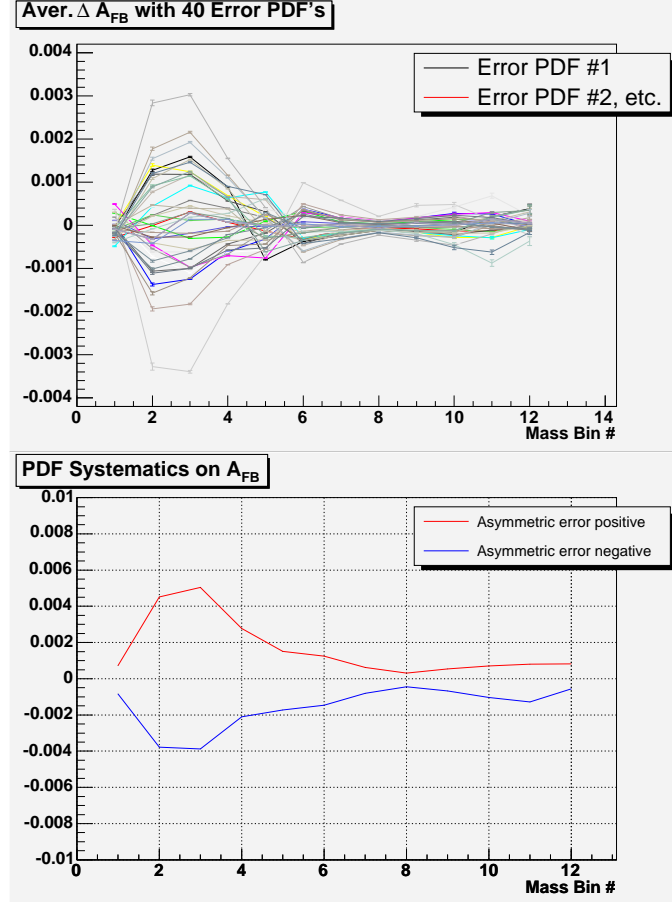 Aver. Δ A_FB with 40 Error PDF's
0.004
0.003
0.002
0.001
0
-0.001
-0.002
-0.003
-0.004
Error PDF #1
Error PDF #2, etc.
0 2 4 6 8 10 12 14
Mass Bin #
PDF Systematics on A_FB
0.01
0.008
0.006
0.004
0.002
0
-0.002
-0.004
-0.006
-0.008
-0.01
Asymmetric error positive
Asymmetric error negative
0 2 4 6 8 10 12
Mass Bin #